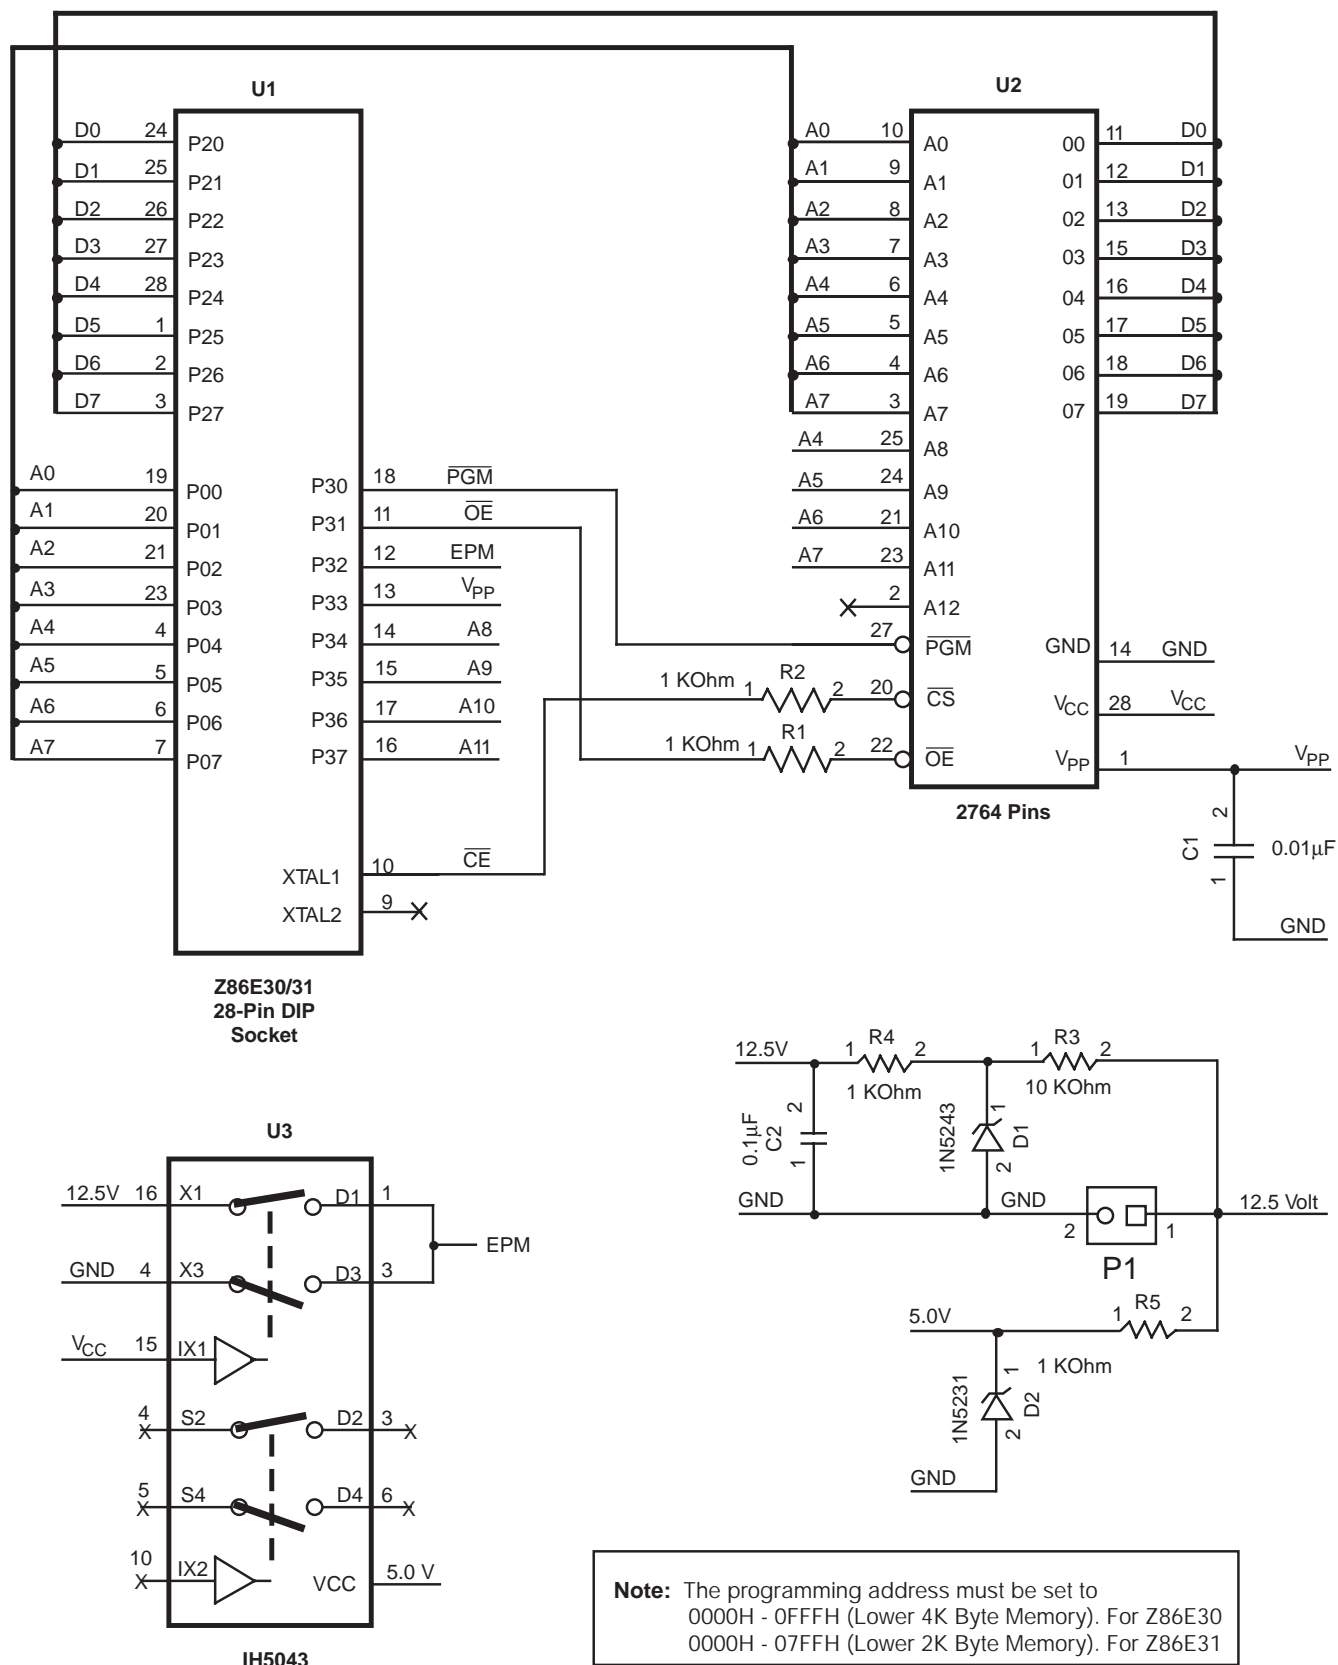 U1
D0 24 P20
D1 25 P21
D2 26 P22
D3 27 P23
D4 28 P24
D5 1 P25
D6 2 P26
D7 3 P27
A0 19 P00
A1 20 P01
A2 21 P02
A3 23 P03
A4 4 P04
A5 5 P05
A6 6 P06
A7 7 P07
P30 18 PGM
P31 11 OE
P32 12 EPM
P33 13 VPP
P34 14 A8
P35 15 A9
P36 17 A10
P37 16 A11
XTAL1 10 CE
XTAL2 9
Z86E30/31
28-Pin DIP
Socket
U2
A0 10 A0
A1 9 A1
A2 8 A2
A3 7 A3
A4 6 A4
A5 5 A5
A6 4 A6
A7 3 A7
A4 25 A8
A5 24 A9
A6 21 A10
A7 23 A11
2 A12
27 PGM
1 KOhm 1 R2 2 20 CS
1 KOhm 1 R1 2 22 OE
00 11 D0
01 12 D1
02 13 D2
03 15 D3
04 16 D4
05 17 D5
06 18 D6
07 19 D7
GND 14 GND
VCC 28 VCC
VPP 1 VPP
2764 Pins
2
C1 0.01µF
1
GND
12.5V 1 R4 2 1 R3 2
1 KOhm 10 KOhm
0.1µF C2 2 1
1N5243 D1 1 2
GND GND 2 1 12.5 Volt
P1
5.0V 1 R5 2
1 KOhm
1N5231 D2 1 2
GND
U3
12.5V 16 X1 D1 1
EPM
GND 4 X3 D3 3
VCC 15 IX1
4 X S2 D2 3 X
5 X S4 D4 6 X
10 X IX2
VCC 5.0 V
IH5043
Note: The programming address must be set to
0000H - 0FFFH (Lower 4K Byte Memory). For Z86E30
0000H - 07FFH (Lower 2K Byte Memory). For Z86E31